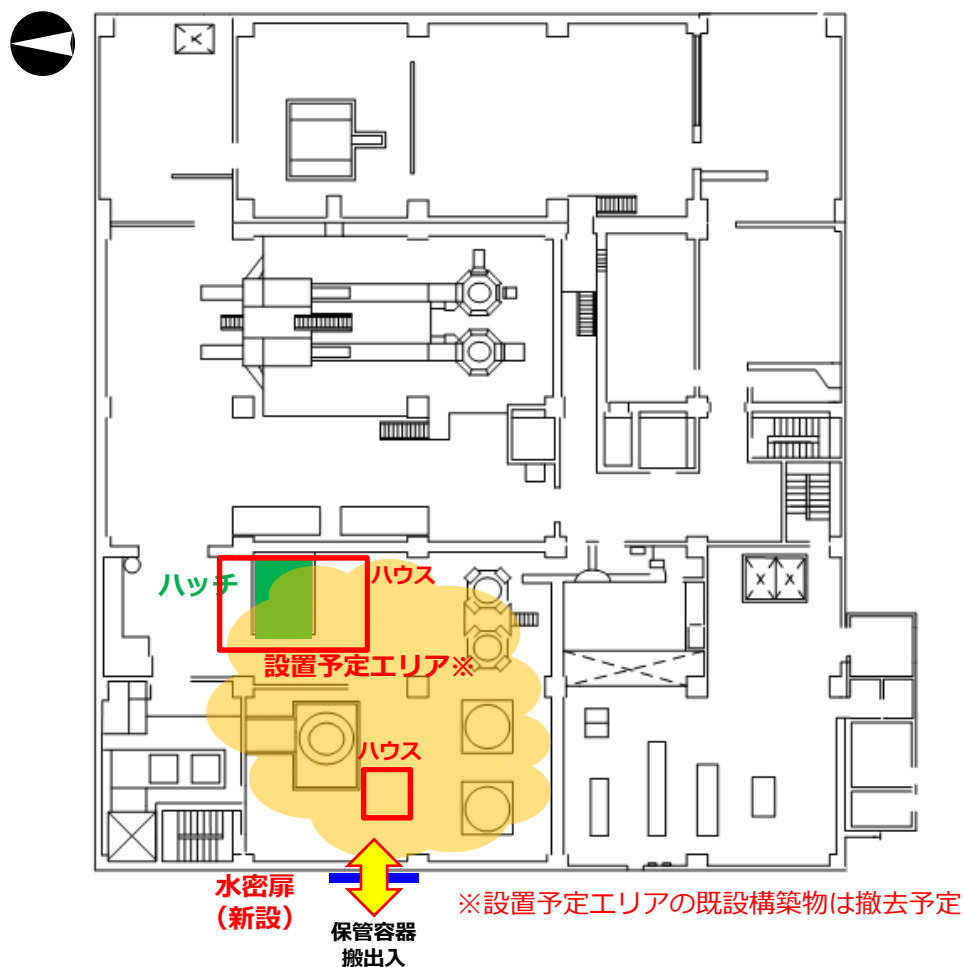 ハッチ
ハウス
設置予定エリア※
ハウス
水密扉
（新設）
保管容器
搬出入
※設置予定エリアの既設構築物は撤去予定